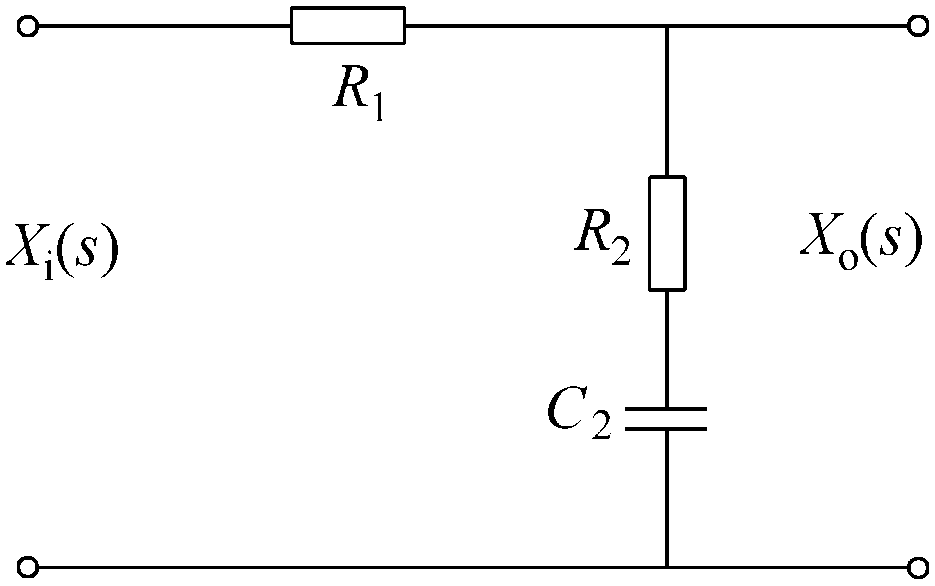 R₁
Xᵢ(s)
R₂
Xₒ(s)
C₂